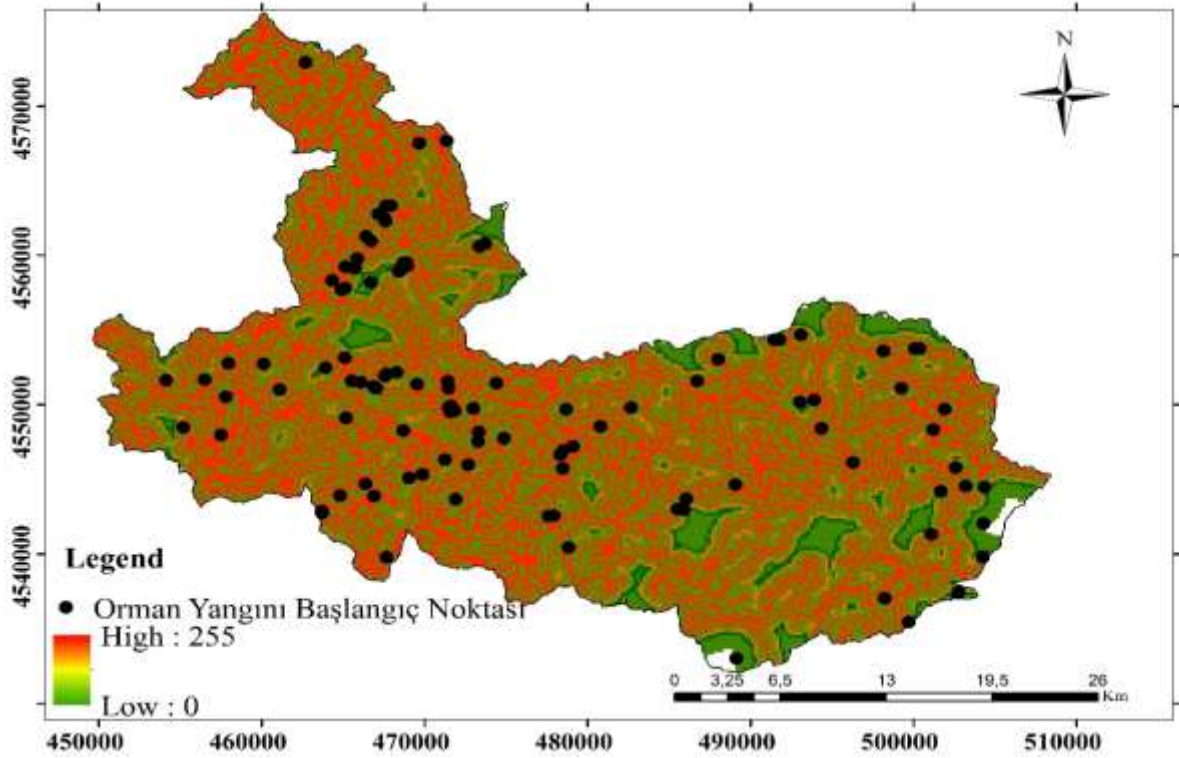 N
4570000
4560000
4550000
4540000
Legend
Orman Yangını Başlangıç Noktası
High : 255
Low : 0
0 3,25 6,5 13 19,5 26
Km
450000 460000 470000 480000 490000 500000 510000